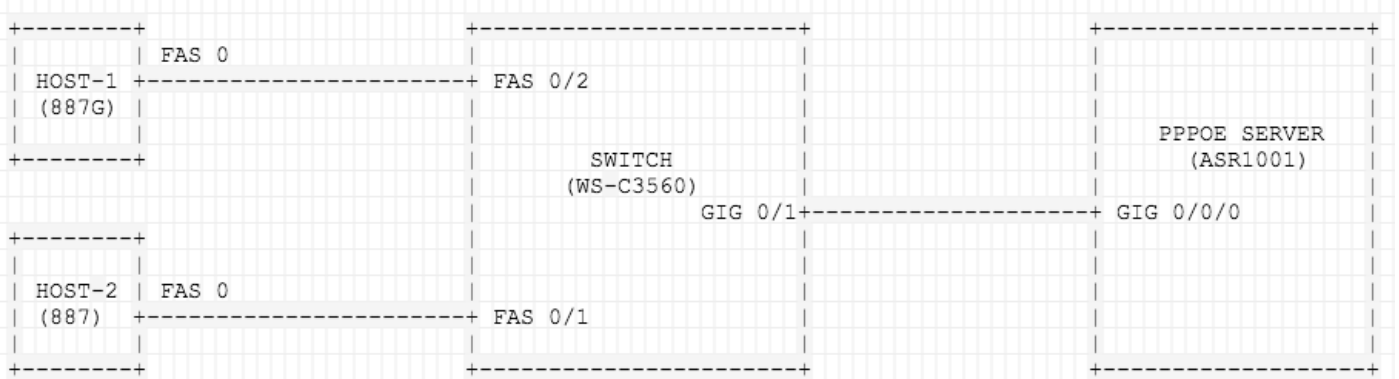 FAS 0
HOST-1
FAS 0/2
(887G)
PPPOE SERVER
SWITCH
(ASR1001)
(WS-C3560)
GIG 0/1
GIG 0/0/0
HOST-2
FAS 0
(887)
FAS 0/1